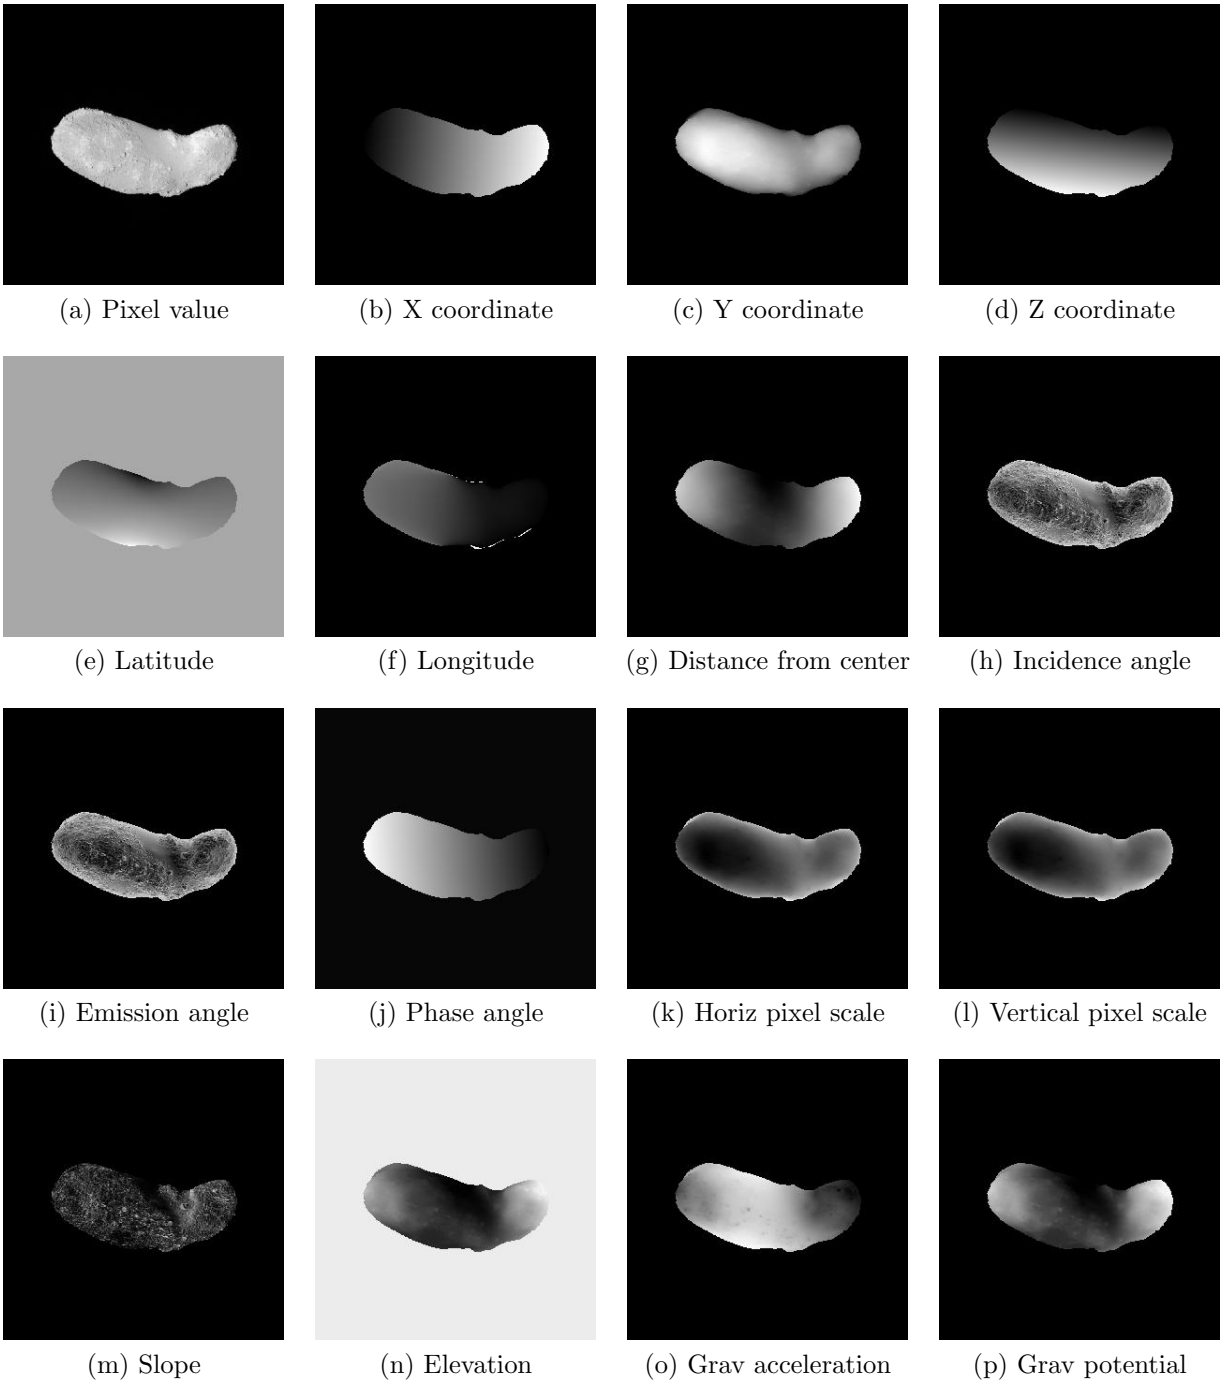 (a) Pixel value
(b) X coordinate
(c) Y coordinate
(d) Z coordinate
(e) Latitude
(f) Longitude
(g) Distance from center
(h) Incidence angle
(i) Emission angle
(j) Phase angle
(k) Horiz pixel scale
(l) Vertical pixel scale
(m) Slope
(n) Elevation
(o) Grav acceleration
(p) Grav potential